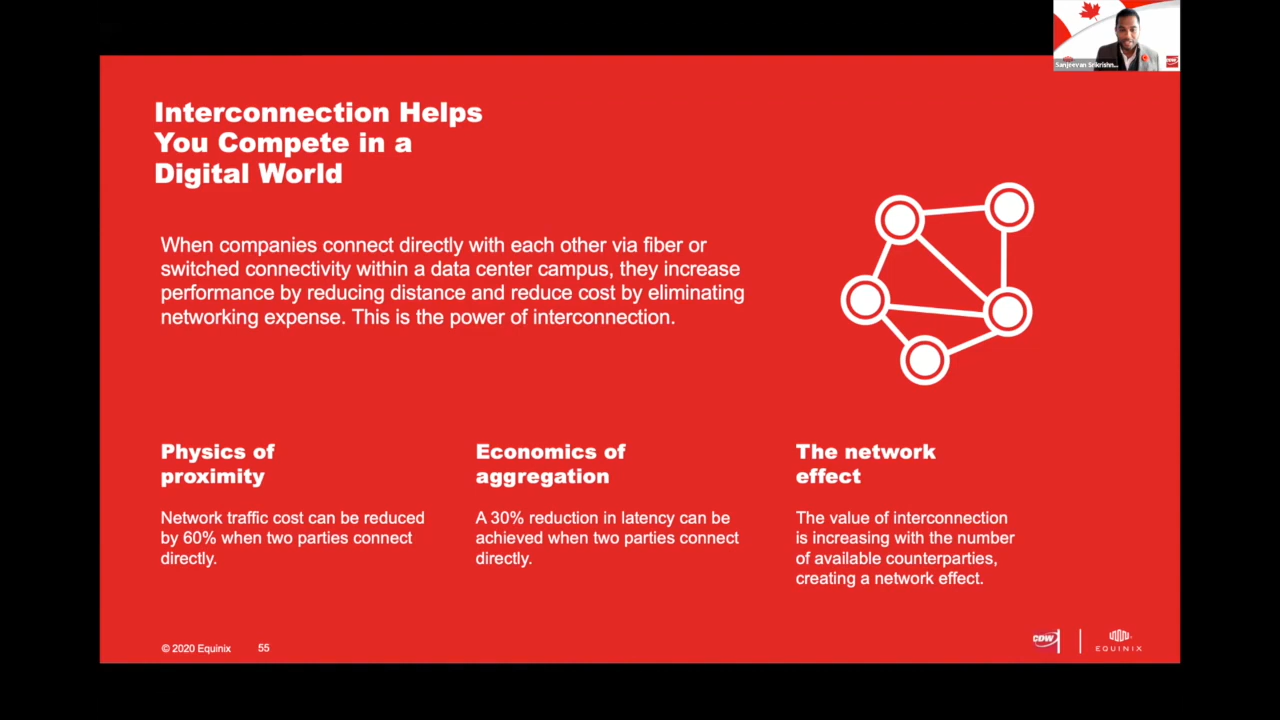 Sanjeevan Srikrishn...
Interconnection Helps
You Compete in a
Digital World
When companies connect directly with each other via fiber or
switched connectivity within a data center campus, they increase
performance by reducing distance and reduce cost by eliminating
networking expense. This is the power of interconnection.
Physics of
proximity
Network traffic cost can be reduced
by 60% when two parties connect
directly.
Economics of
aggregation
A 30% reduction in latency can be
achieved when two parties connect
directly.
The network
effect
The value of interconnection
is increasing with the number
of available counterparties,
creating a network effect.
© 2020 Equinix 55
CDW
EQUINIX